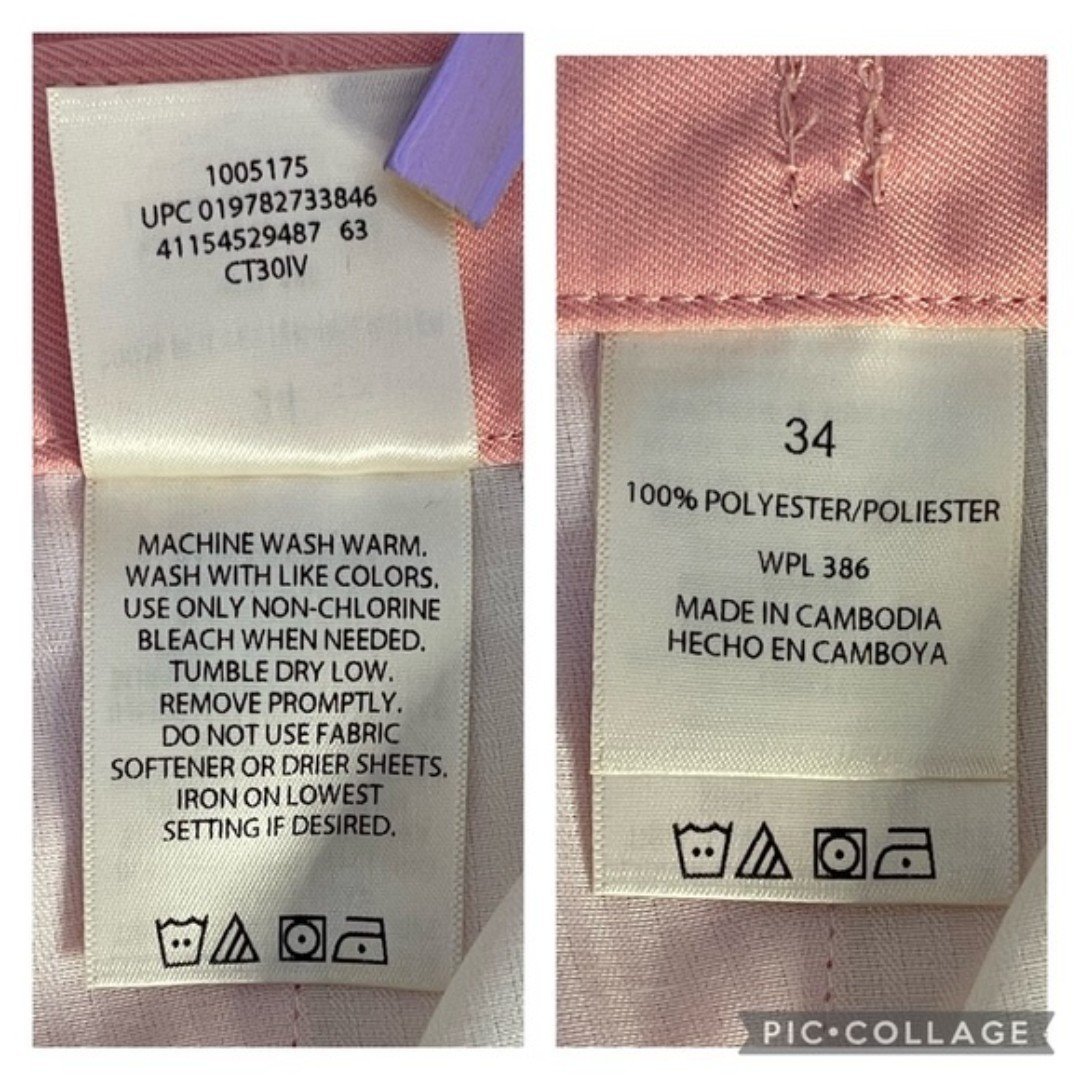 1005175
UPC 019782733846
41154529487 63
CT30IV
MACHINE WASH WARM.
WASH WITH LIKE COLORS.
USE ONLY NON-CHLORINE
BLEACH WHEN NEEDED.
TUMBLE DRY LOW.
REMOVE PROMPTLY.
DO NOT USE FABRIC
SOFTENER OR DRIER SHEETS.
IRON ON LOWEST
SETTING IF DESIRED.
34
100% POLYESTER/POLIESTER
WPL 386
MADE IN CAMBODIA
HECHO EN CAMBOYA
PIC•COLLAGE